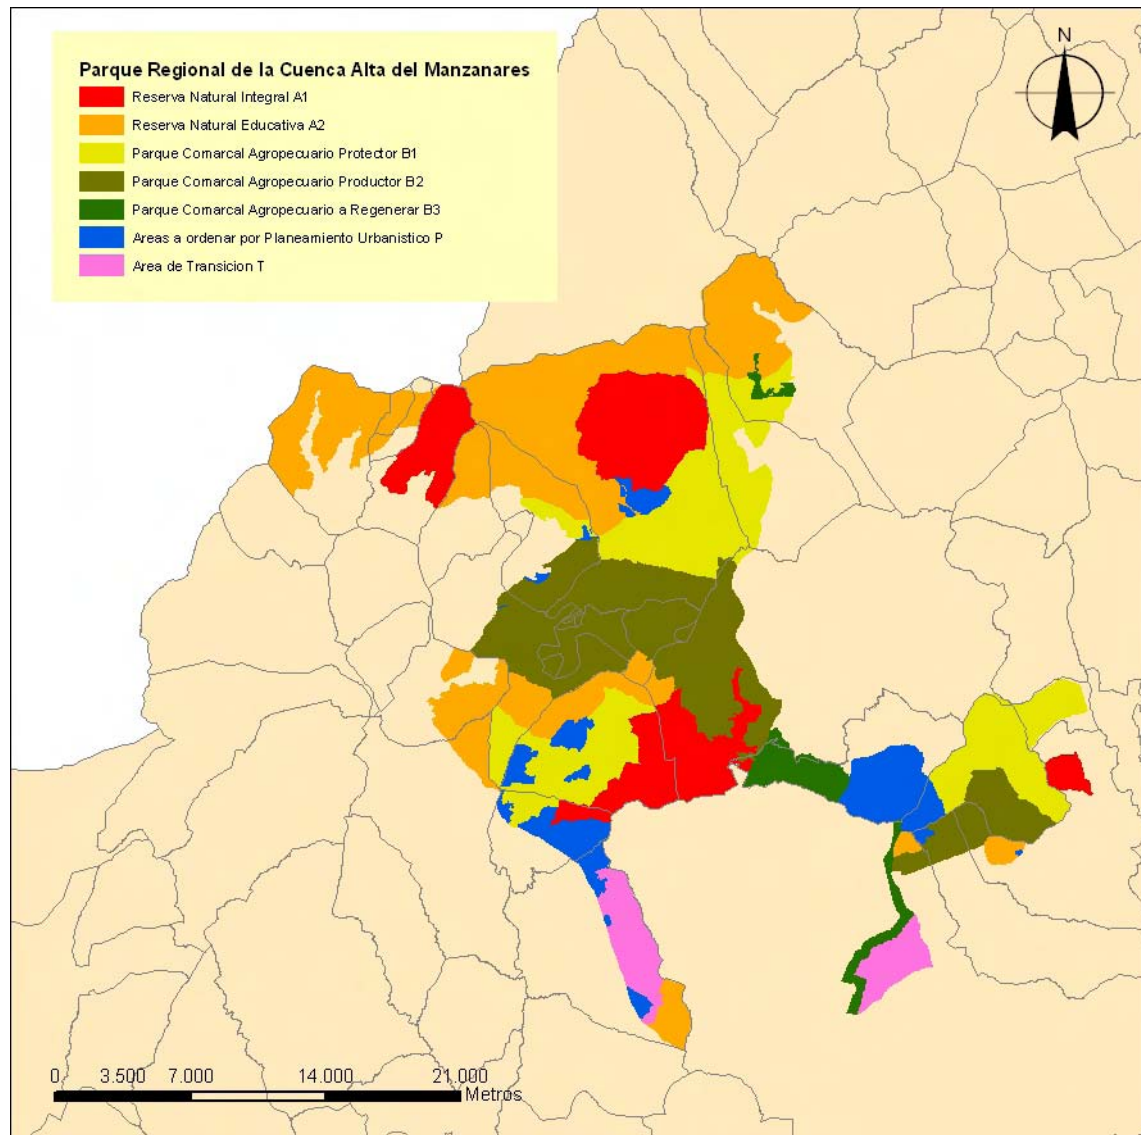 Parque Regional de la Cuenca Alta del Manzanares
Reserva Natural Integral A1
Reserva Natural Educativa A2
Parque Comarcal Agropecuario Protector B1
Parque Comarcal Agropecuario Productor B2
Parque Comarcal Agropecuario a Regenerar B3
Areas a ordenar por Planeamiento Urbanistico P
Area de Transicion T
N
0 3.500 7.000 14.000 21.000
Metros